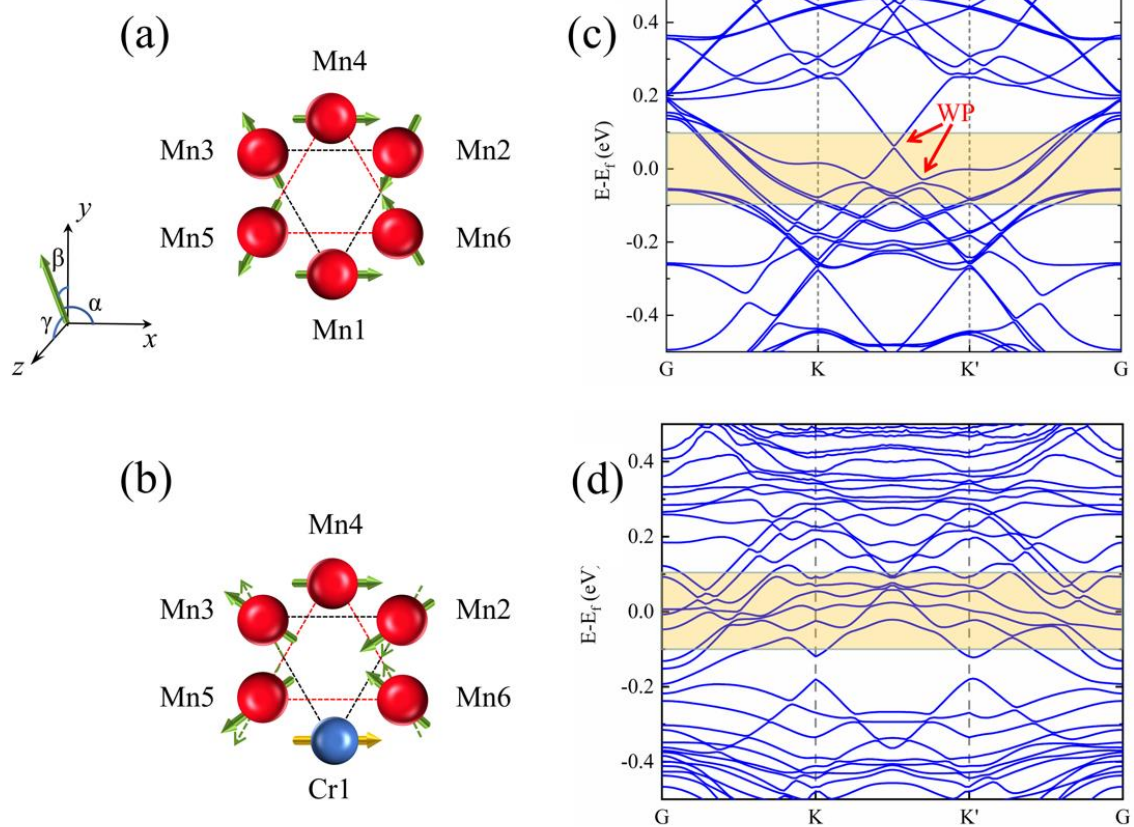 (a)
Mn4
Mn3
Mn2
Mn5
Mn6
Mn1
y
β
α
γ
x
z
(c)
E-E_f (eV)
0.4
0.2
0.0
-0.2
-0.4
WP
G
K
K'
G
(b)
Mn4
Mn3
Mn2
Mn5
Mn6
Cr1
(d)
E-E_f (eV)
0.4
0.2
0.0
-0.2
-0.4
G
K
K'
G